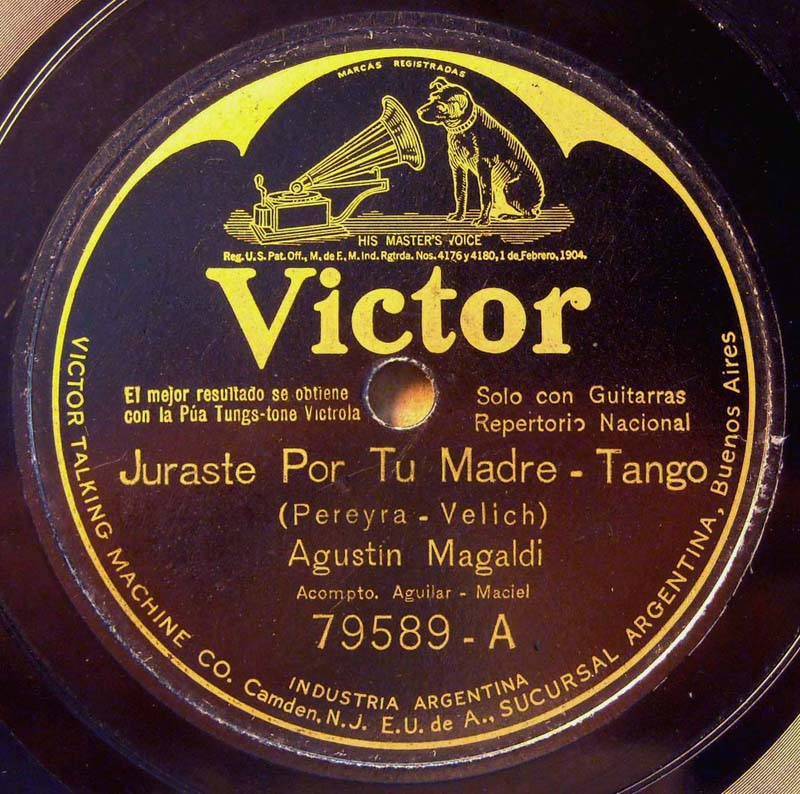 MARCAS REGISTRADAS
HIS MASTER'S VOICE
Reg. U.S. Pat. Off., M. de F., M. Ind. Rgtrda. Nos. 4176 y 4180, 1 de Febrero, 1904.
Victor
El mejor resultado se obtiene
con la Púa Tungs-tone Victrola
Solo con Guitarras
Repertorio Nacional
Juraste Por Tu Madre - Tango
(Pereyra - Velich)
Agustin Magaldi
Acompto. Aguilar - Maciel
79589 - A
INDUSTRIA ARGENTINA
VICTOR TALKING MACHINE CO. Camden, N.J. E.U. de A., SUCURSAL ARGENTINA, Buenos Aires